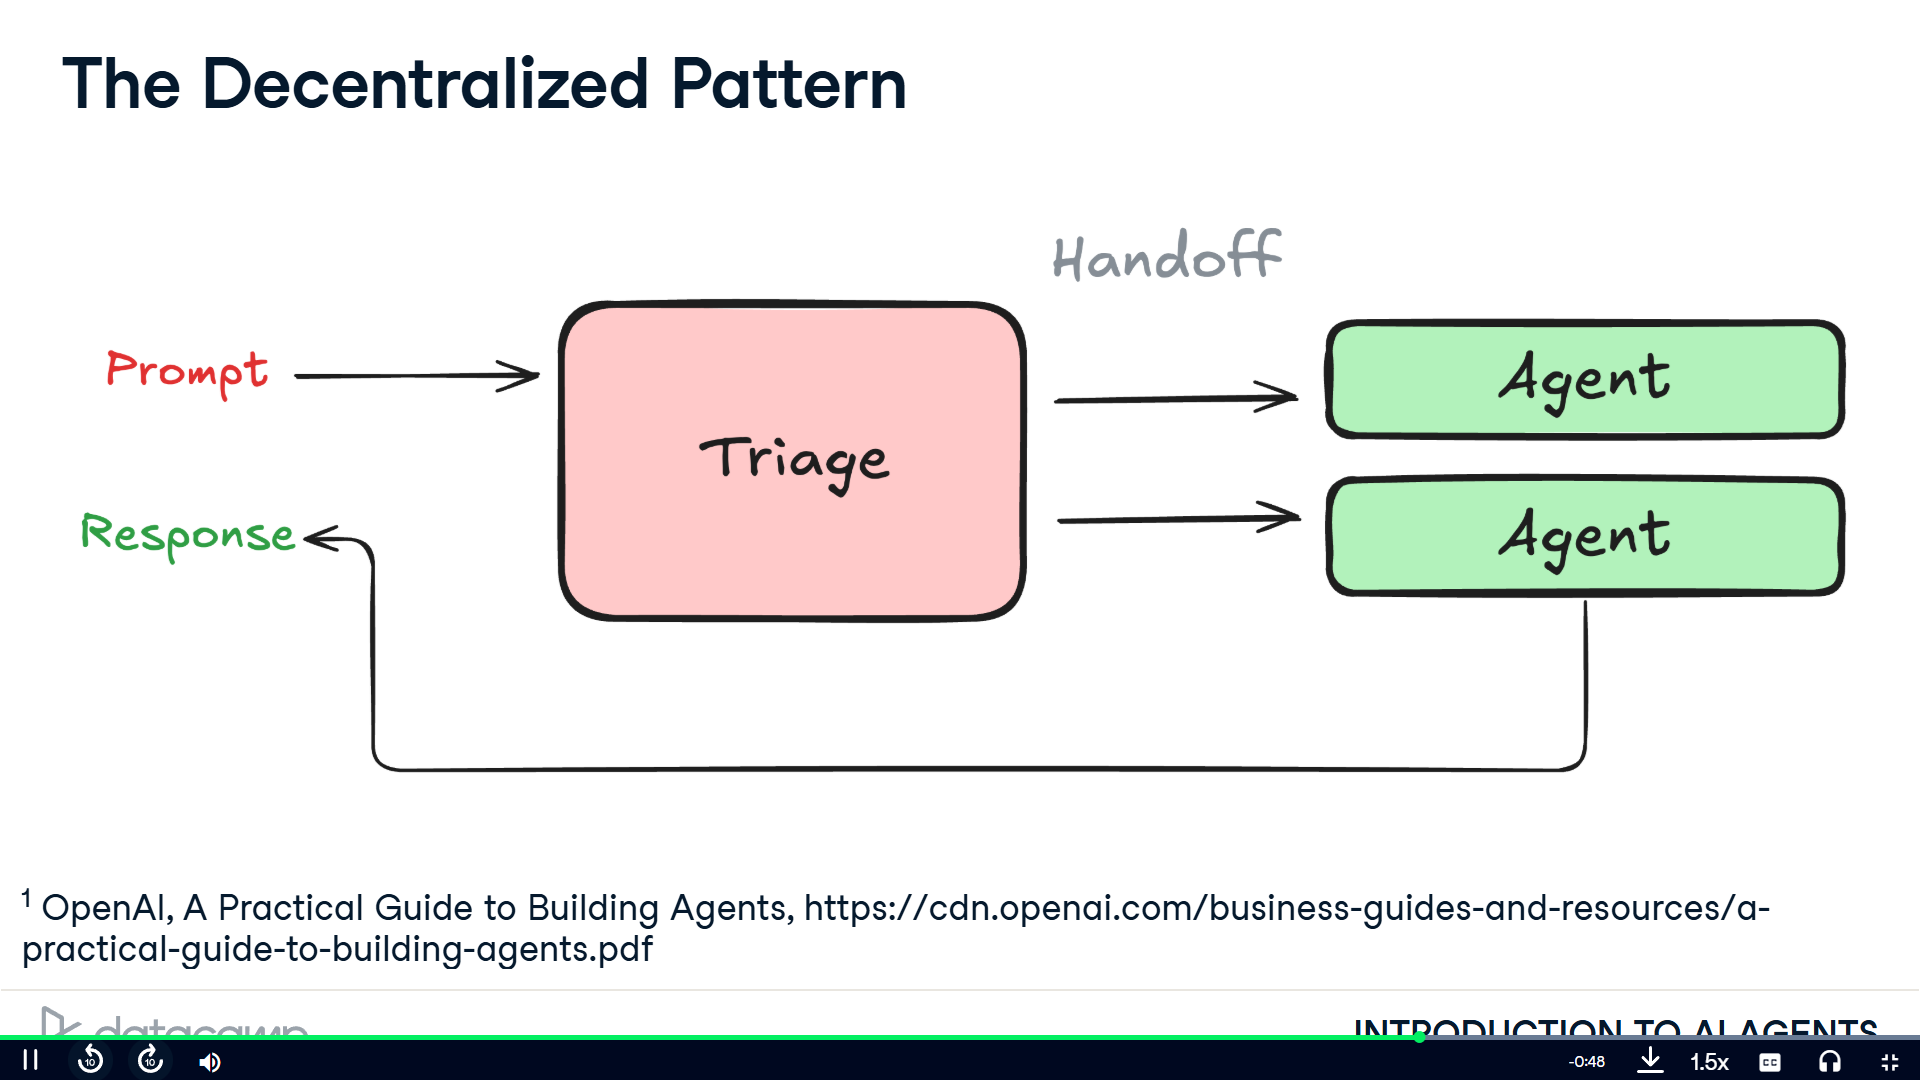 The Decentralized Pattern
Handoff
Prompt
Triage
Agent
Agent
Response
1 OpenAI, A Practical Guide to Building Agents, https://cdn.openai.com/business-guides-and-resources/a-
practical-guide-to-building-agents.pdf
datacamp
INTRODUCTION TO AI AGENTS
10
10
-0:48
1.5x
CC